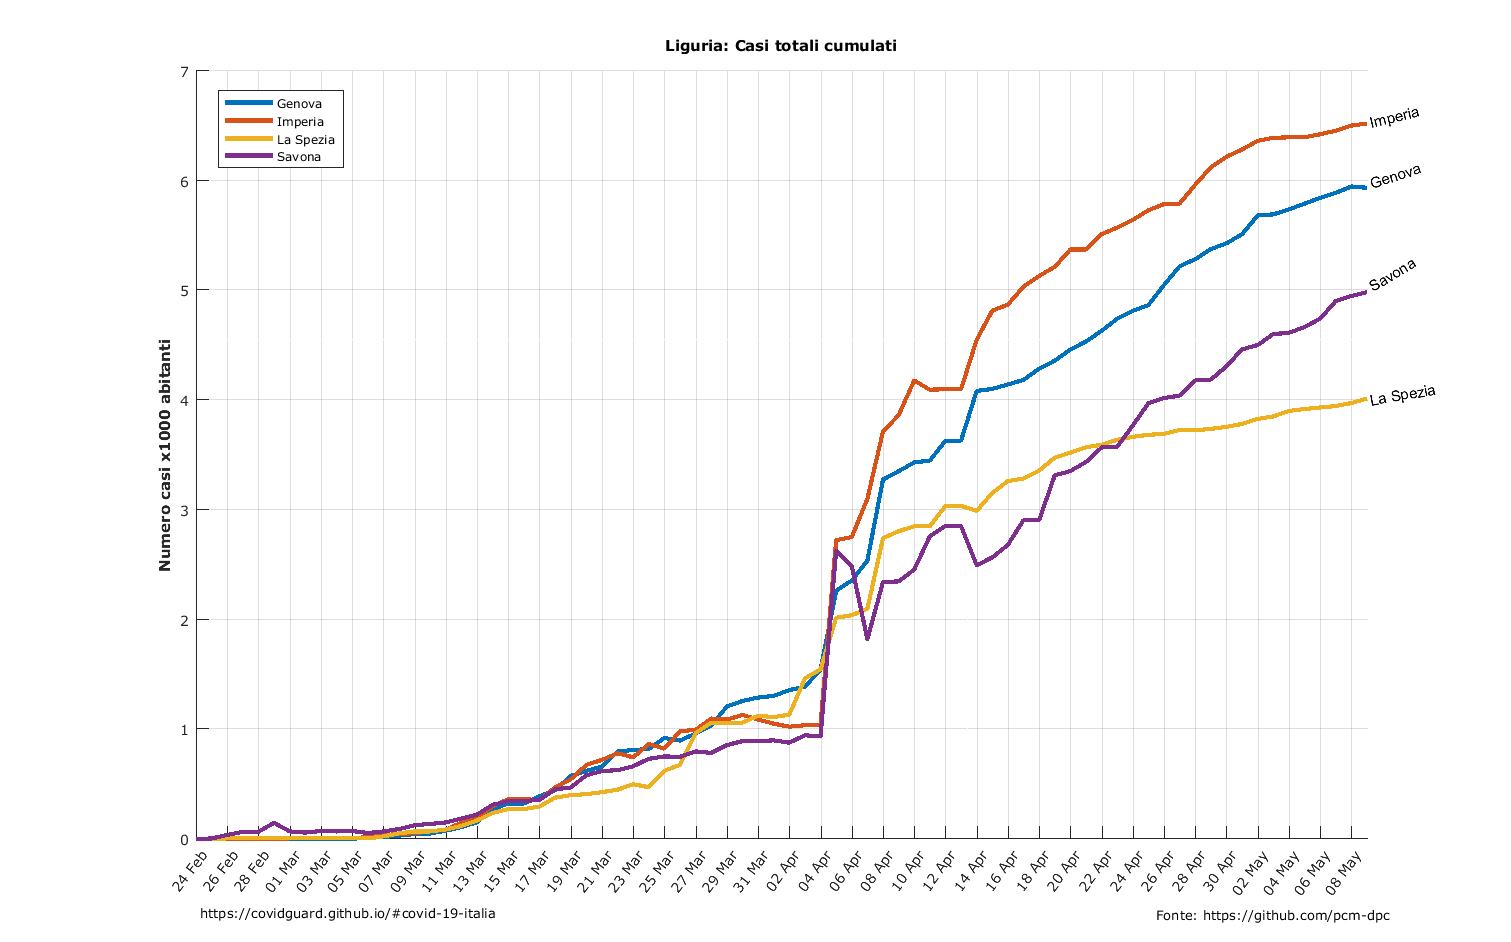 Liguria: Casi totali cumulati
7
6
5
4
3
2
1
0
Numero casi x1000 abitanti
Genova
Imperia
La Spezia
Savona
Imperia
Genova
Savona
La Spezia
24 Feb
26 Feb
28 Feb
01 Mar
03 Mar
05 Mar
07 Mar
09 Mar
11 Mar
13 Mar
15 Mar
17 Mar
19 Mar
21 Mar
23 Mar
25 Mar
27 Mar
29 Mar
31 Mar
02 Apr
04 Apr
06 Apr
08 Apr
10 Apr
12 Apr
14 Apr
16 Apr
18 Apr
20 Apr
22 Apr
24 Apr
26 Apr
28 Apr
30 Apr
02 May
04 May
06 May
08 May
https://covidguard.github.io/#covid-19-italia
Fonte: https://github.com/pcm-dpc